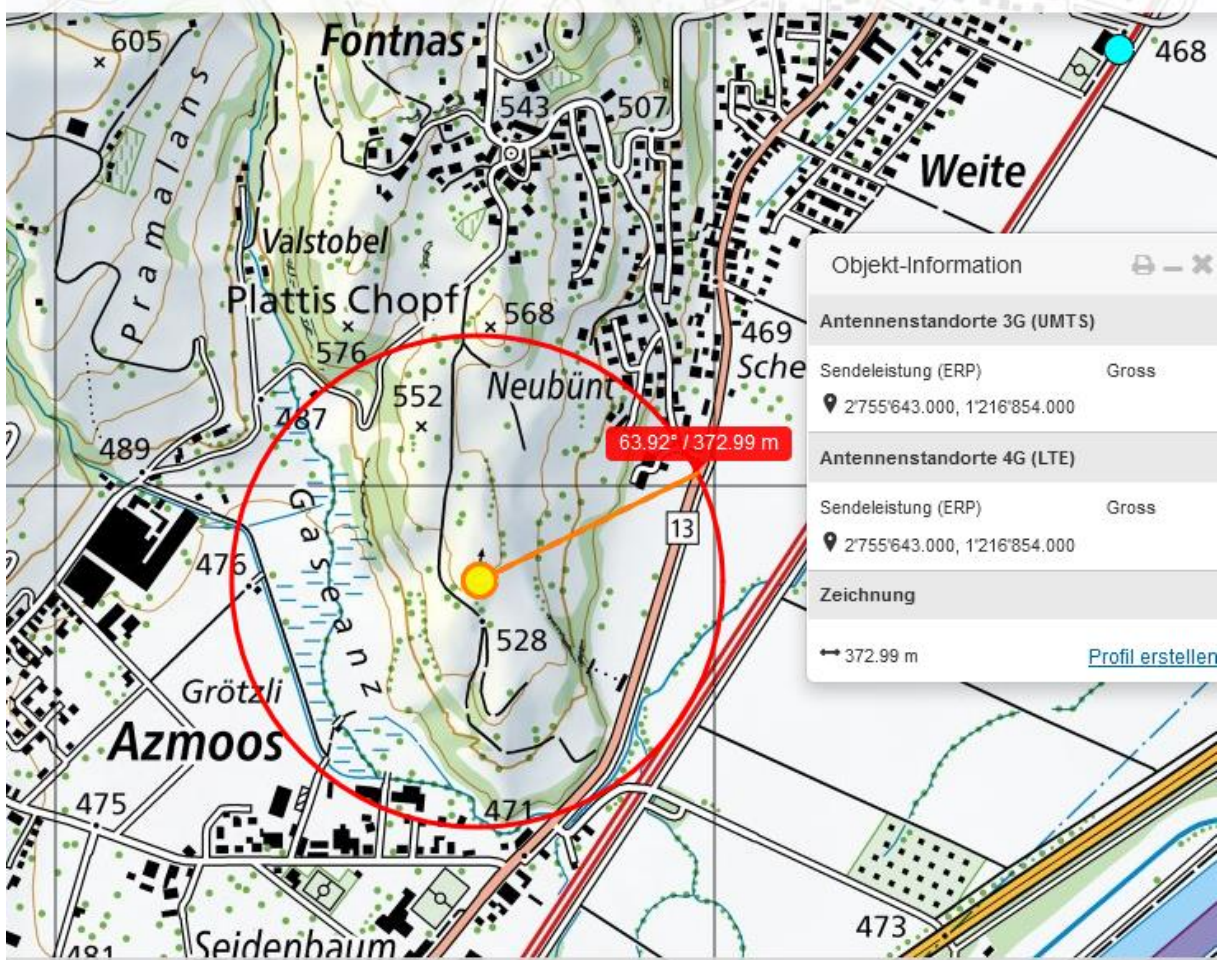 605
Fontnas
468
543
507
Pramalans
Weite
Valstobel
Plattis Chopf
568
576
469
Sche
552
Neubünt
487
489
63.92° / 372.99 m
Gasseanz
13
476
528
Grötzli
Azmoos
475
471
473
481
Seidenbaum
Objekt-Information
Antennenstandorte 3G (UMTS)
Sendeleistung (ERP) Gross
2'755'643.000, 1'216'854.000
Antennenstandorte 4G (LTE)
Sendeleistung (ERP) Gross
2'755'643.000, 1'216'854.000
Zeichnung
372.99 m Profil erstellen